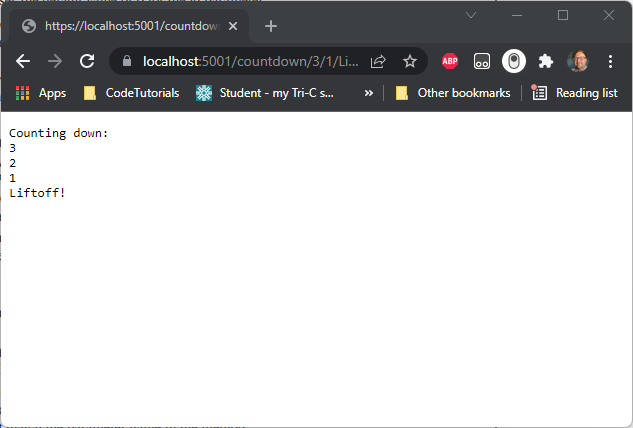 https://localhost:5001/countdow
localhost:5001/countdown/3/1/Li...
ABP
Apps
CodeTutorials
Student - my Tri-C s...
»
Other bookmarks
Reading list
Counting down:
3
2
1
Liftoff!